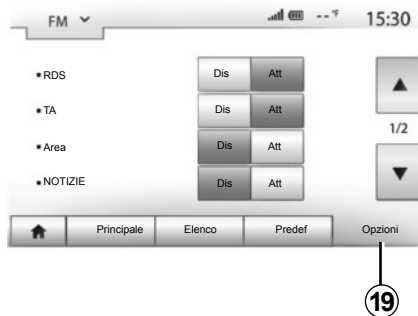 FM --°F 15:30
RDS Dis Att
TA Dis Att
1/2
Area Dis Att
NOTIZIE Dis Att
Principale Elenco Predef Opzioni
19